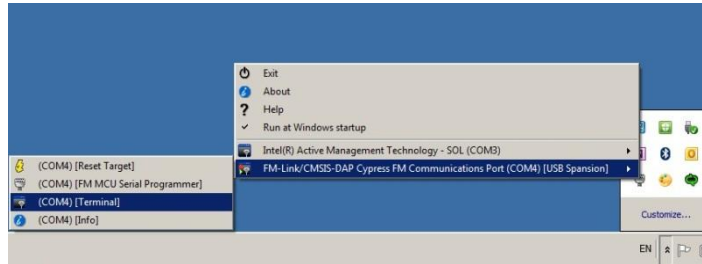 Exit
About
Help
Run at Windows startup
Intel(R) Active Management Technology - SOL (COM3)
FM-Link/CMSIS-DAP Cypress FM Communications Port (COM4) [USB Spansion]
(COM4) [Reset Target]
(COM4) [FM MCU Serial Programmer]
(COM4) [Terminal]
(COM4) [Info]
Customize...
EN